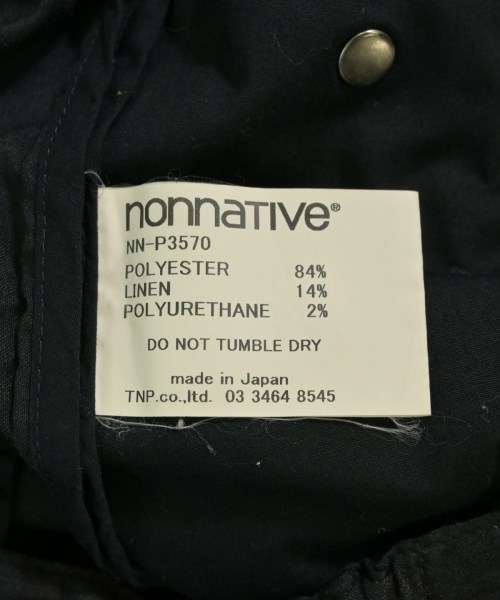 nonnative®
NN-P3570
POLYESTER 84%
LINEN 14%
POLYURETHANE 2%
DO NOT TUMBLE DRY
made in Japan
TNP.co,.ltd. 03 3464 8545